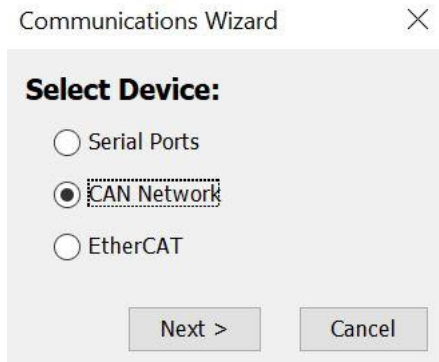 Communications Wizard
Select Device:
Serial Ports
CAN Network
EtherCAT
Next > Cancel